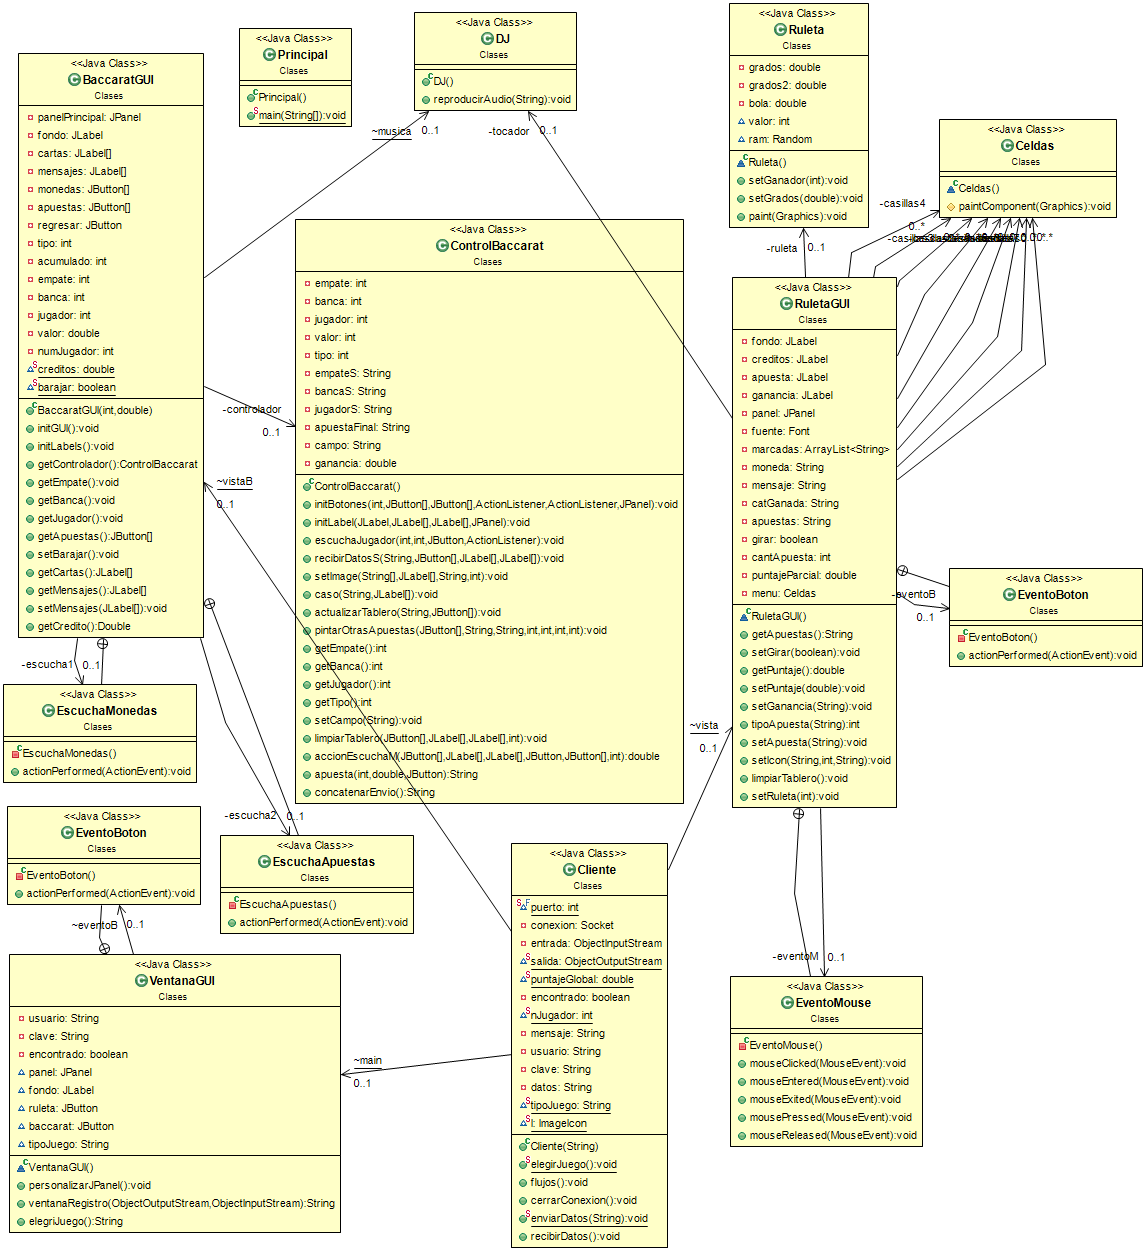 <<Java Class>>
BaccaratGUI
Clases
panelPrincipal: JPanel
fondo: JLabel
cartas: JLabel[]
mensajes: JLabel[]
monedas: JButton[]
apuestas: JButton[]
regresar: JButton
tipo: int
acumulado: int
empate: int
banca: int
jugador: int
valor: double
numJugador: int
creditos: double
barajar: boolean
BaccaratGUI(int,double)
initGUI():void
initLabels():void
getControlador():ControlBaccarat
getEmpate():void
getBanca():void
getJugador():void
getApuestas():JButton[]
setBarajar():void
getCartas():JLabel[]
getMensajes():JLabel[]
setMensajes(JLabel[]):void
getCredito():Double
<<Java Class>>
Principal
Clases
Principal()
main(String[]):void
<<Java Class>>
DJ
Clases
DJ()
reproducirAudio(String):void
~musica
0..1
-tocador
0..1
<<Java Class>>
Ruleta
Clases
grados: double
grados2: double
bola: double
valor: int
ram: Random
Ruleta()
setGanador(int):void
setGrados(double):void
paint(Graphics):void
<<Java Class>>
Celdas
Clases
Celdas()
paintComponent(Graphics):void
-casillas4
0..*
-ruleta
0..1
<<Java Class>>
ControlBaccarat
Clases
empate: int
banca: int
jugador: int
valor: int
tipo: int
empateS: String
bancaS: String
jugadorS: String
apuestaFinal: String
campo: String
ganancia: double
ControlBaccarat()
initBotones(int,JButton[],JButton[],ActionListener,ActionListener,JPanel):void
initLabel(JLabel,JLabel[],JLabel[],JPanel):void
escuchaJugador(int,int,JButton,ActionListener):void
recibirDatosS(String,JButton[],JLabel[],JLabel[]):void
setImage(String[],JLabel[],String,int):void
caso(String,JLabel[]):void
actualizarTablero(String,JButton[]):void
pintarOtrasApuestas(JButton[],String,String,int,int,int,int):void
getEmpate():int
getBanca():int
getJugador():int
getTipo():int
setCampo(String):void
limpiarTablero(JButton[],JLabel[],JLabel[],int):void
accionEscuchaM(JButton[],JLabel[],JLabel[],JButton,JButton[],int):double
apuesta(int,double,JButton):String
concatenarEnvio():String
-controlador
0..1
~vistaB
0..1
<<Java Class>>
RuletaGUI
Clases
fondo: JLabel
creditos: JLabel
apuesta: JLabel
ganancia: JLabel
panel: JPanel
fuente: Font
marcadas: ArrayList<String>
moneda: String
mensaje: String
catGanada: String
apuestas: String
girar: boolean
cantApuesta: int
puntajeParcial: double
menu: Celdas
RuletaGUI()
getApuestas():String
setGirar(boolean):void
getPuntaje():double
setPuntaje(double):void
setGanancia(String):void
tipoApuesta(String):int
setApuesta(String):void
setIcon(String,int,String):void
limpiarTablero():void
setRuleta(int):void
-eventoB
0..1
<<Java Class>>
EventoBoton
Clases
EventoBoton()
actionPerformed(ActionEvent):void
-escucha1
0..1
<<Java Class>>
EscuchaMonedas
Clases
EscuchaMonedas()
actionPerformed(ActionEvent):void
~vista
0..1
-escucha2
0..1
<<Java Class>>
EscuchaApuestas
Clases
EscuchaApuestas()
actionPerformed(ActionEvent):void
<<Java Class>>
EventoBoton
Clases
EventoBoton()
actionPerformed(ActionEvent):void
~eventoB
0..1
<<Java Class>>
VentanaGUI
Clases
usuario: String
clave: String
encontrado: boolean
panel: JPanel
fondo: JLabel
ruleta: JButton
baccarat: JButton
tipoJuego: String
VentanaGUI()
personalizarJPanel():void
ventanaRegistro(ObjectOutputStream,ObjectInputStream):String
elegriJuego():String
~main
0..1
<<Java Class>>
Cliente
Clases
puerto: int
conexion: Socket
entrada: ObjectInputStream
salida: ObjectOutputStream
puntajeGlobal: double
encontrado: boolean
nJugador: int
mensaje: String
usuario: String
clave: String
datos: String
tipoJuego: String
I: ImageIcon
Cliente(String)
elegirJuego():void
flujos():void
cerrarConexion():void
enviarDatos(String):void
recibirDatos():void
-eventoM
0..1
<<Java Class>>
EventoMouse
Clases
EventoMouse()
mouseClicked(MouseEvent):void
mouseEntered(MouseEvent):void
mouseExited(MouseEvent):void
mousePressed(MouseEvent):void
mouseReleased(MouseEvent):void